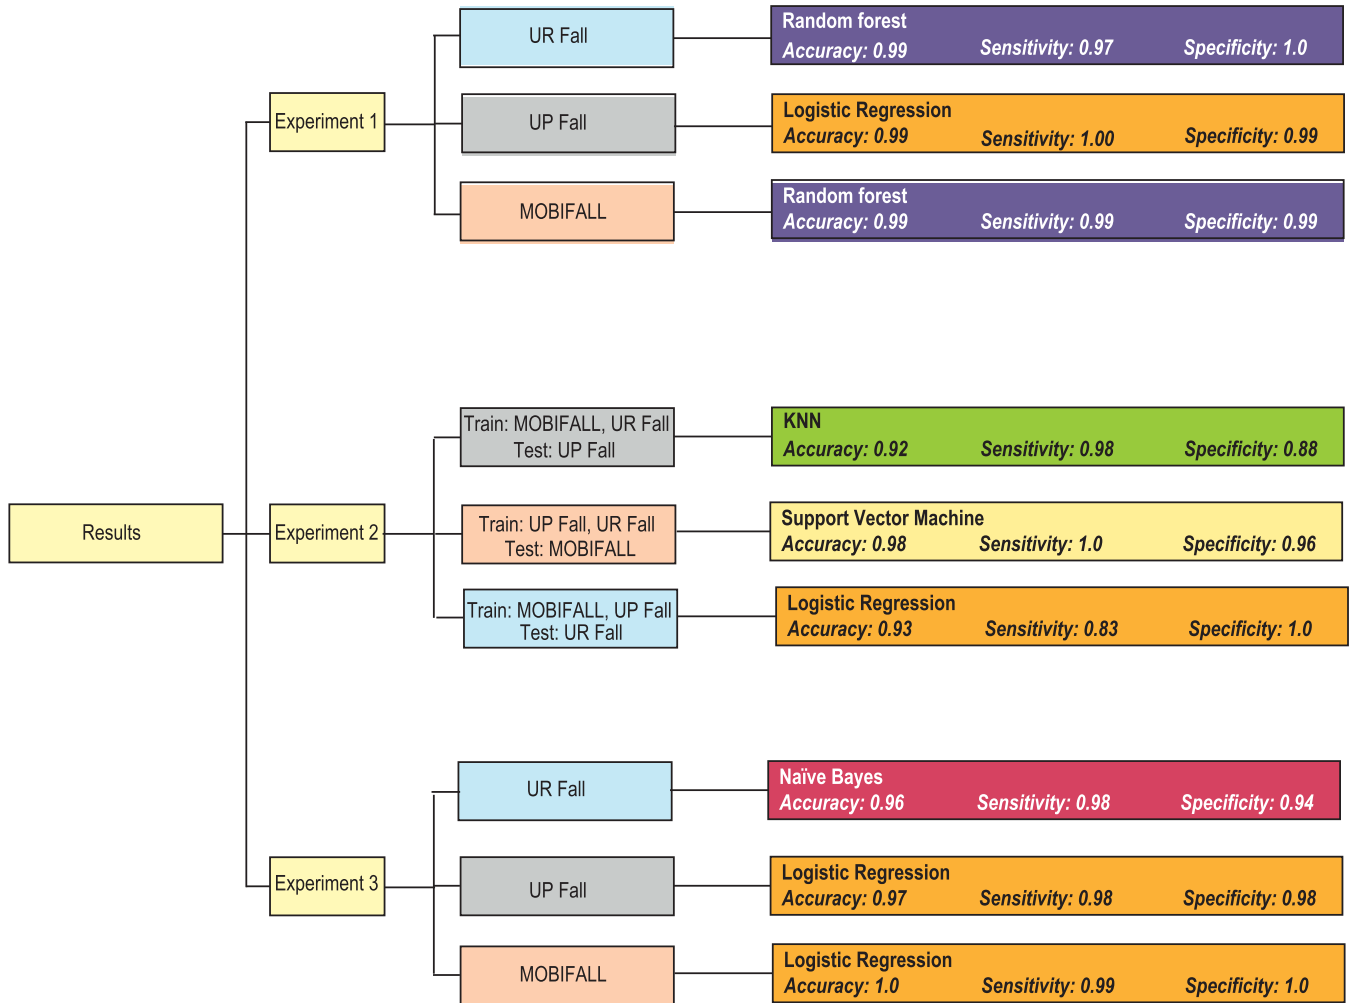 Results
Experiment 1
UR Fall
Random forest
Accuracy: 0.99 Sensitivity: 0.97 Specificity: 1.0
UP Fall
Logistic Regression
Accuracy: 0.99 Sensitivity: 1.00 Specificity: 0.99
MOBIFALL
Random forest
Accuracy: 0.99 Sensitivity: 0.99 Specificity: 0.99
Experiment 2
Train: MOBIFALL, UR Fall
Test: UP Fall
KNN
Accuracy: 0.92 Sensitivity: 0.98 Specificity: 0.88
Train: UP Fall, UR Fall
Test: MOBIFALL
Support Vector Machine
Accuracy: 0.98 Sensitivity: 1.0 Specificity: 0.96
Train: MOBIFALL, UP Fall
Test: UR Fall
Logistic Regression
Accuracy: 0.93 Sensitivity: 0.83 Specificity: 1.0
Experiment 3
UR Fall
Naïve Bayes
Accuracy: 0.96 Sensitivity: 0.98 Specificity: 0.94
UP Fall
Logistic Regression
Accuracy: 0.97 Sensitivity: 0.98 Specificity: 0.98
MOBIFALL
Logistic Regression
Accuracy: 1.0 Sensitivity: 0.99 Specificity: 1.0